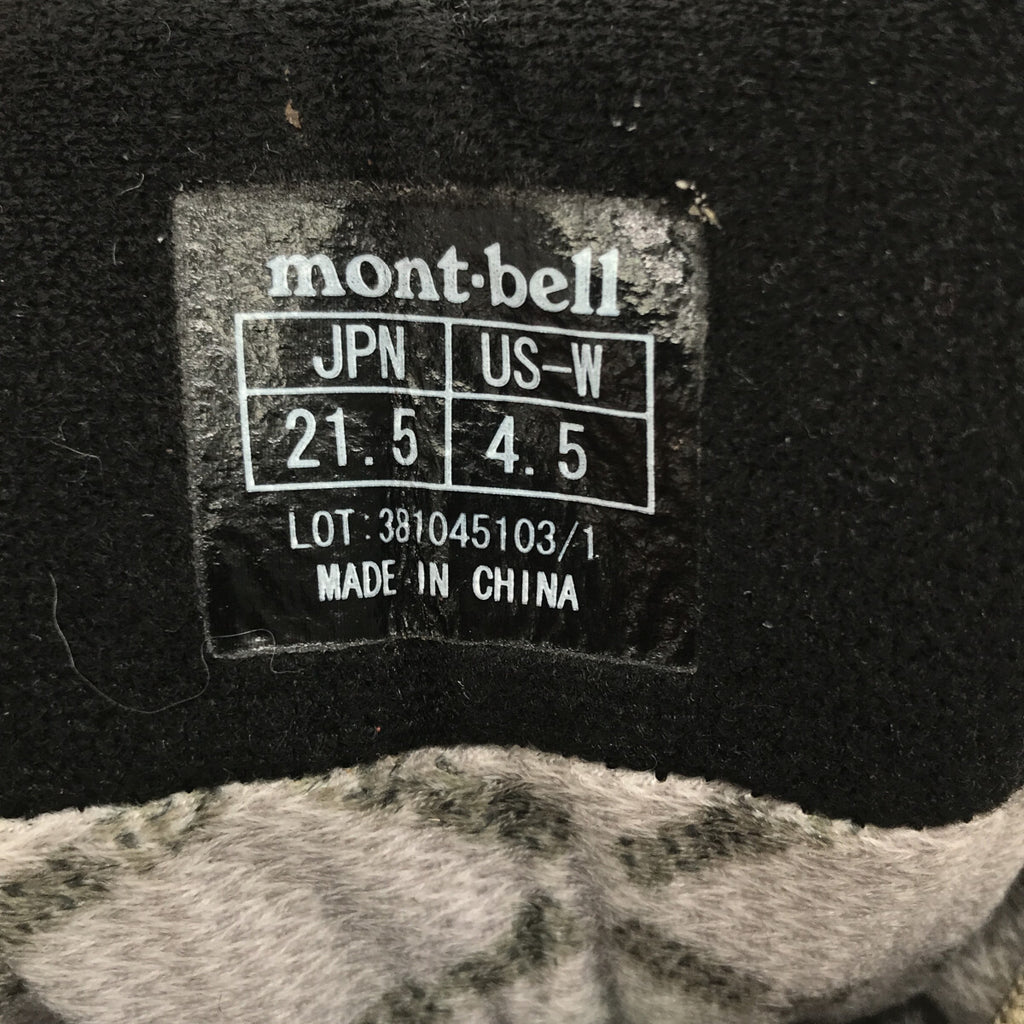 mont·bell
JPN US-W
21.5 4.5
LOT:381045103/1
MADE IN CHINA